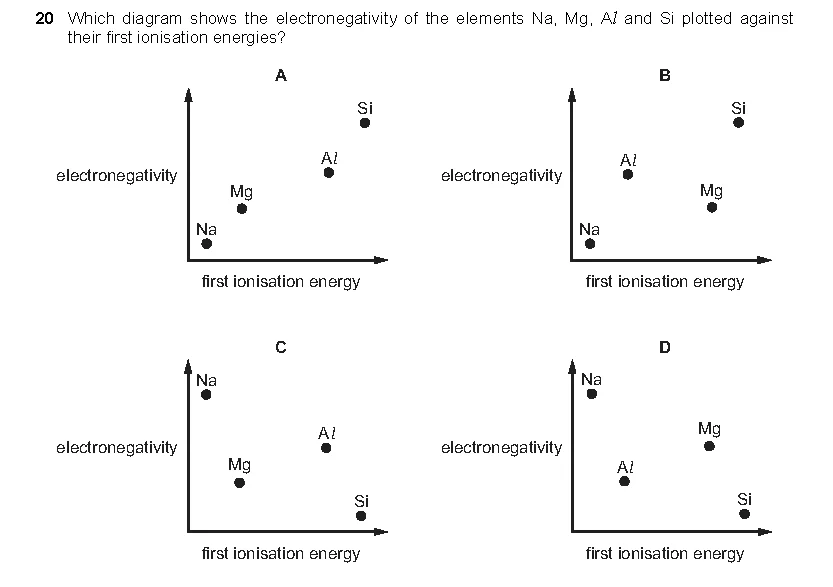 20 Which diagram shows the electronegativity of the elements Na, Mg, Al and Si plotted against
their first ionisation energies?
A
electronegativity
Na
Mg
Al
Si
first ionisation energy
B
electronegativity
Na
Al
Mg
Si
first ionisation energy
C
electronegativity
Na
Mg
Al
Si
first ionisation energy
D
electronegativity
Na
Al
Mg
Si
first ionisation energy